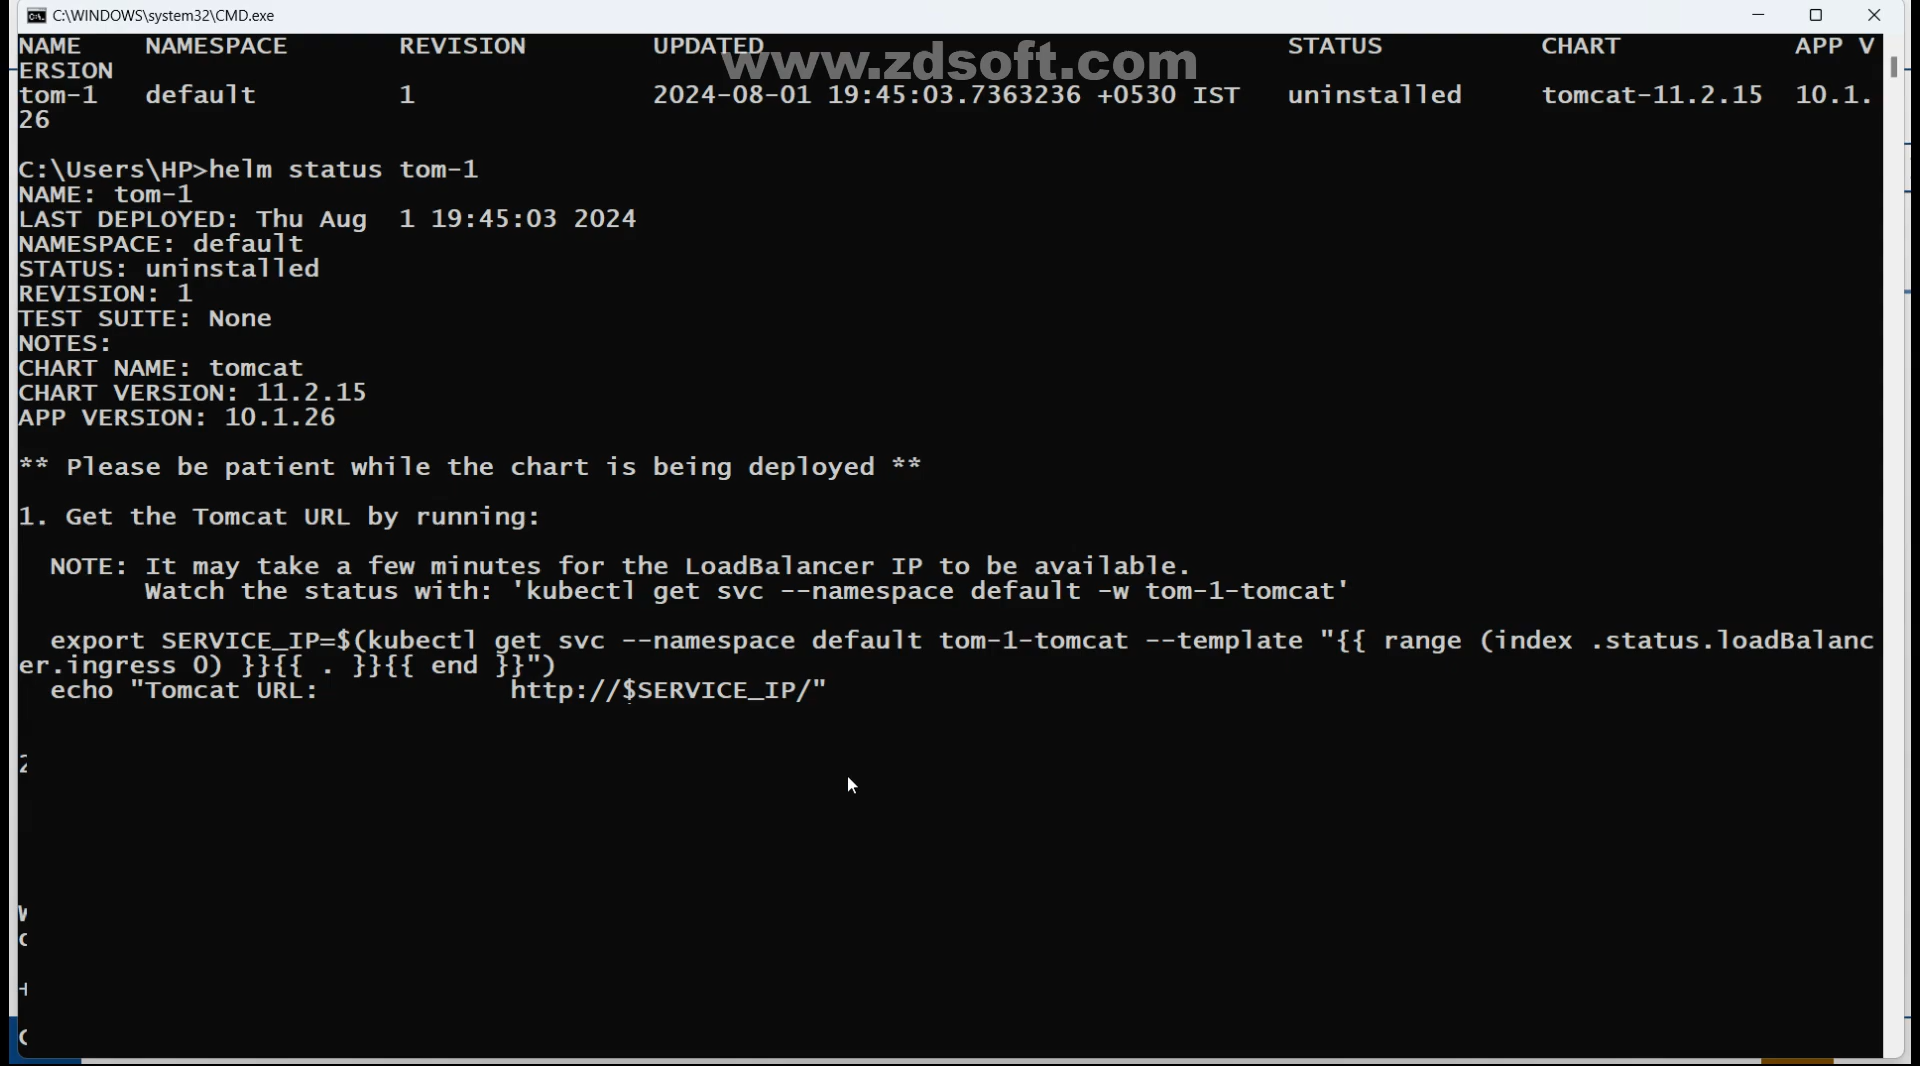 C:\WINDOWS\system32\CMD.exe
NAME NAMESPACE REVISION UPDATED STATUS CHART APP V
ERSION
www.zdsoft.com
tom-1 default 1 2024-08-01 19:45:03.7363236 +0530 IST uninstalled tomcat-11.2.15 10.1.
26
C:\Users\HP>helm status tom-1
NAME: tom-1
LAST DEPLOYED: Thu Aug 1 19:45:03 2024
NAMESPACE: default
STATUS: uninstalled
REVISION: 1
TEST SUITE: None
NOTES:
CHART NAME: tomcat
CHART VERSION: 11.2.15
APP VERSION: 10.1.26
** Please be patient while the chart is being deployed **
1. Get the Tomcat URL by running:
NOTE: It may take a few minutes for the LoadBalancer IP to be available.
Watch the status with: 'kubectl get svc --namespace default -w tom-1-tomcat'
export SERVICE_IP=$(kubectl get svc --namespace default tom-1-tomcat --template "{{ range (index .status.loadBalanc
er.ingress 0) }}{{ . }}{{ end }}")
echo "Tomcat URL: http://$SERVICE_IP/"